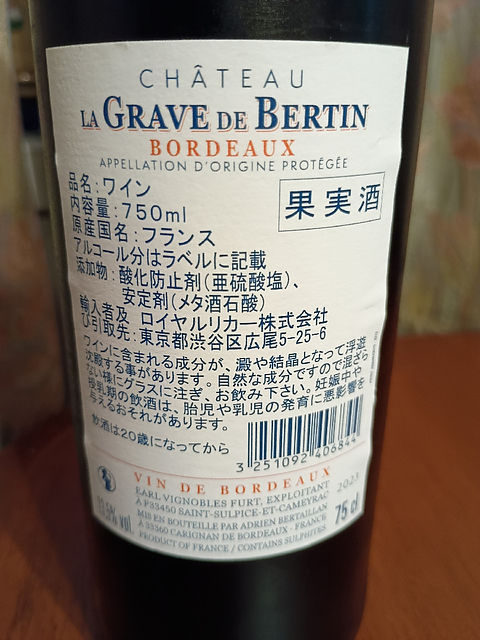 CHÂTEAU
LA GRAVE DE BERTIN
BORDEAUX
APPELLATION D'ORIGINE PROTÉGÉE
品名:ワイン
果実酒
内容量:750ml
原産国名:フランス
アルコール分はラベルに記載
添加物:酸化防止剤(亜硫酸塩)、
安定剤(メタ酒石酸)
輸入者及 ロイヤルリカー株式会社
び引取先:東京都渋谷区広尾5-25-6
ワインに含まれる成分が、澱や結晶となって浮遊
沈殿する事があります。自然な成分ですので混ざら
ない様にグラスに注ぎ、お飲み下さい。妊娠中や
授乳期の飲酒は、胎児や乳児の発育に悪影響を
与えるおそれがあります。
飲酒は20歳になってから
3 251092 406844
VIN DE BORDEAUX
EARL VIGNOBLES FURT, EXPLOITANT
2023
À F33450 SAINT-SULPICE-ET-CAMEYRAC
MIS EN BOUTEILLE PAR ADRIEN BERTAILLAN
À 33360 CARIGNAN DE BORDEAUX - FRANCE
PRODUCT OF FRANCE / CONTAINS SULPHITES
75 cl